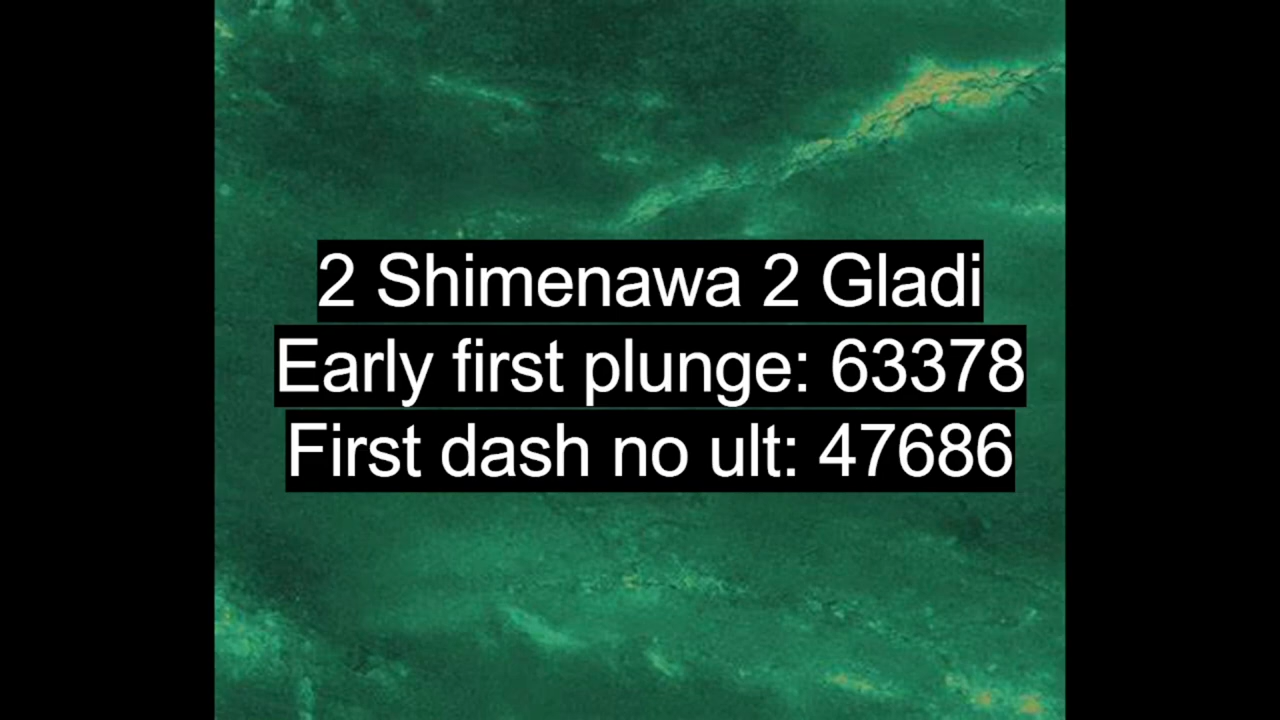 2 Shimenawa 2 Gladi
Early first plunge: 63378
First dash no ult: 47686